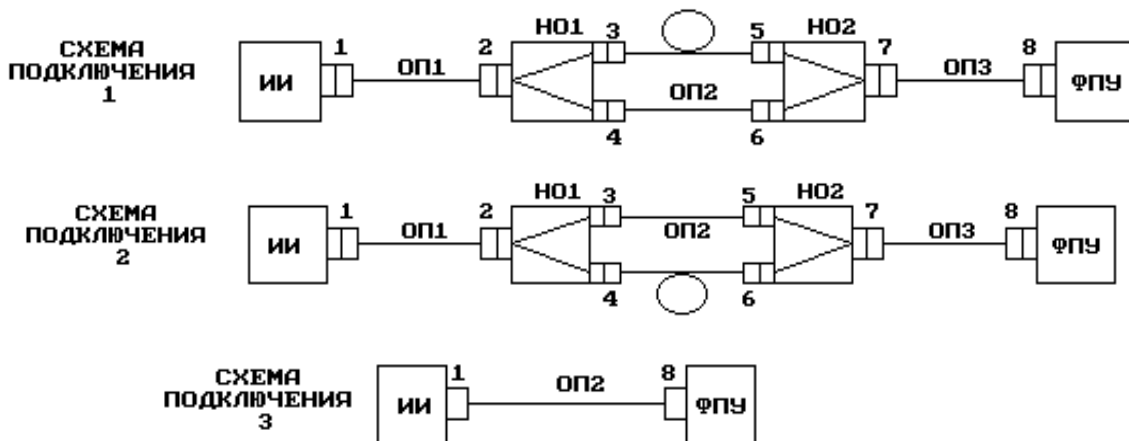 СХЕМА
ПОДКЛЮЧЕНИЯ
1
ИИ
1
ОП1
2
НО1
3
4
ОП2
5
6
НО2
7
ОП3
8
ФПУ
СХЕМА
ПОДКЛЮЧЕНИЯ
2
ИИ
1
ОП1
2
НО1
3
4
ОП2
5
6
НО2
7
ОП3
8
ФПУ
СХЕМА
ПОДКЛЮЧЕНИЯ
3
ИИ
1
ОП2
8
ФПУ